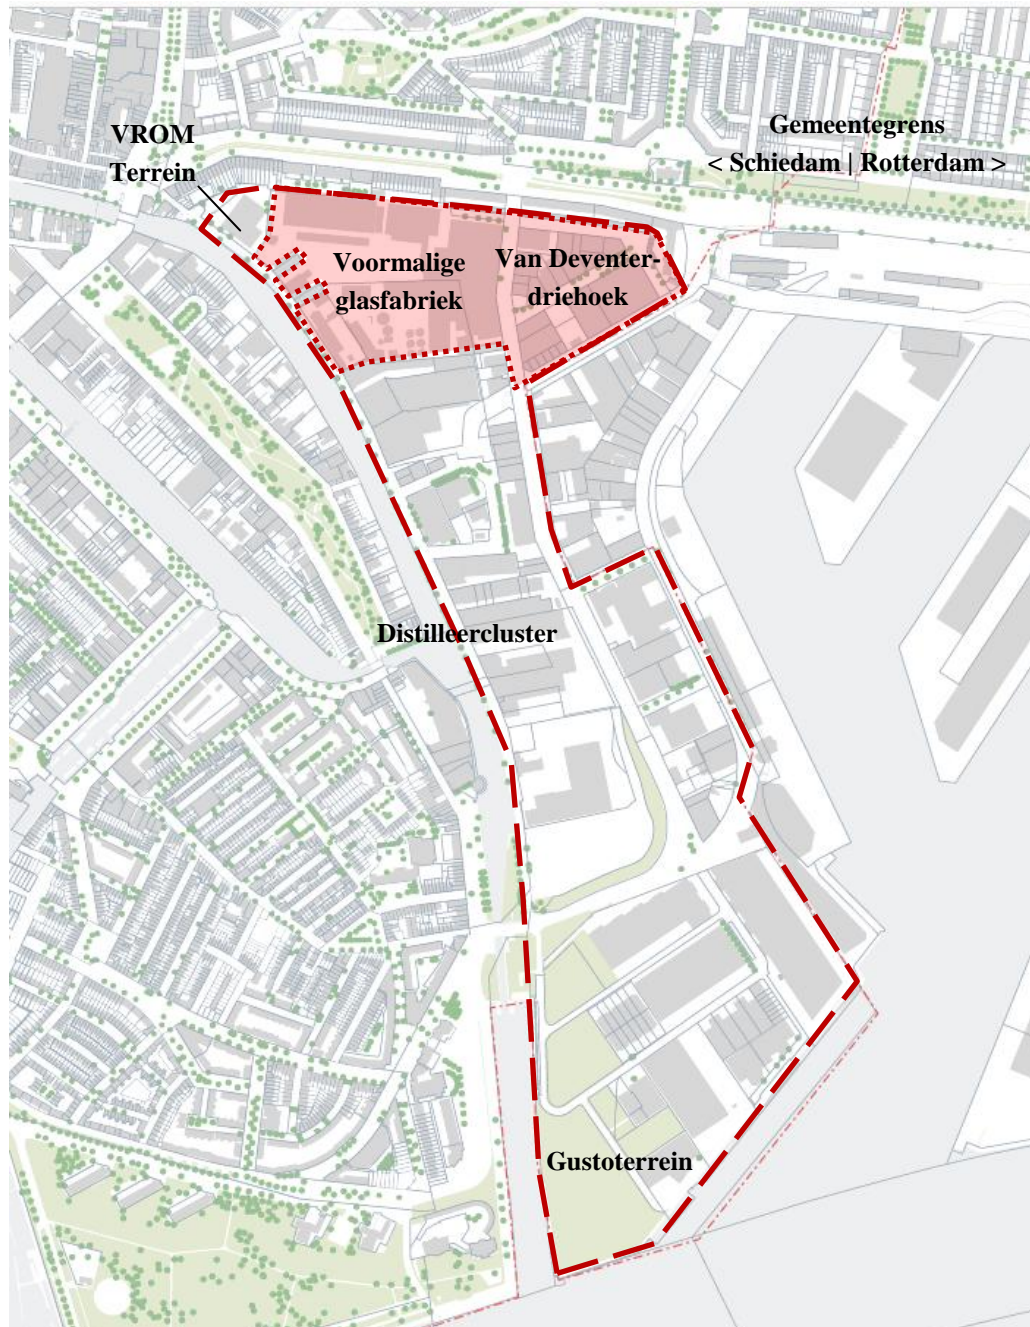 VROM
Terrein
Gemeentegrens
< Schiedam | Rotterdam >
Voormalige
glasfabriek
Van Deventer-
driehoek
Distilleercluster
Gustoterrein